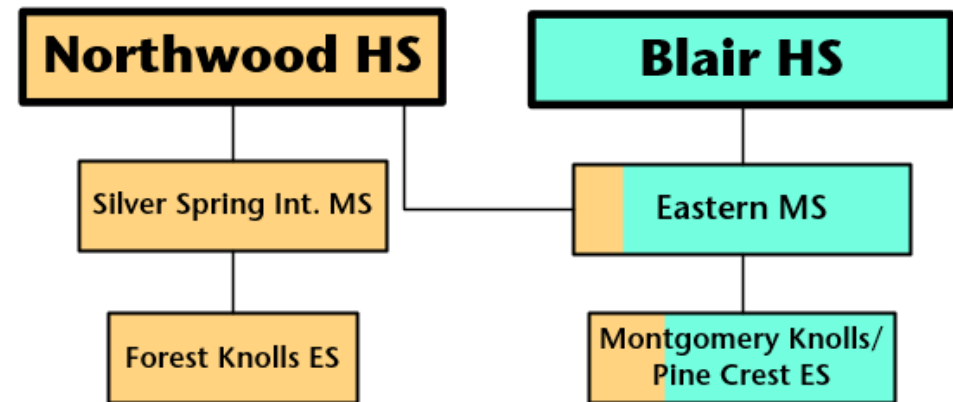 Northwood HS
Blair HS
Silver Spring Int. MS
Eastern MS
Forest Knolls ES
Montgomery Knolls/
Pine Crest ES